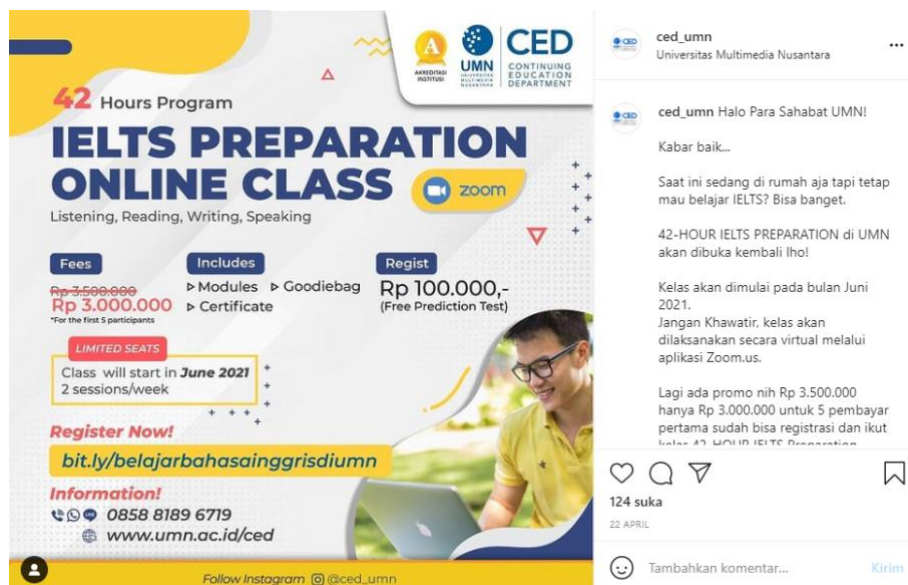 42 Hours Program
IELTS PREPARATION
ONLINE CLASS
zoom
Listening, Reading, Writing, Speaking
A
AKREDITASI
INSTITUSI
UMN
UNIVERSITAS
MULTIMEDIA
NUSANTARA
CED
CONTINUING
EDUCATION
DEPARTMENT
Fees
Rp 3.500.000
Rp 3.000.000
*For the first 5 participants
Includes
Modules
Goodiebag
Certificate
Regist
Rp 100.000,-
(Free Prediction Test)
LIMITED SEATS
Class will start in June 2021
2 sessions/week
Register Now!
bit.ly/belajarbahasainggrisdiumn
Information!
0858 8189 6719
www.umn.ac.id/ced
Follow Instagram @ced_umn
ced_umn
Universitas Multimedia Nusantara
ced_umn Halo Para Sahabat UMN!
Kabar baik...
Saat ini sedang di rumah aja tapi tetap
mau belajar IELTS? Bisa banget.
42-HOUR IELTS PREPARATION di UMN
akan dibuka kembali lho!
Kelas akan dimulai pada bulan Juni
2021.
Jangan Khawatir, kelas akan
dilaksanakan secara virtual melalui
aplikasi Zoom.us.
Lagi ada promo nih Rp 3.500.000
hanya Rp 3.000.000 untuk 5 pembayar
pertama sudah bisa registrasi dan ikut
kelas 42-HOUR IELTS Preparation
124 suka
22 APRIL
Tambahkan komentar...
Kirim